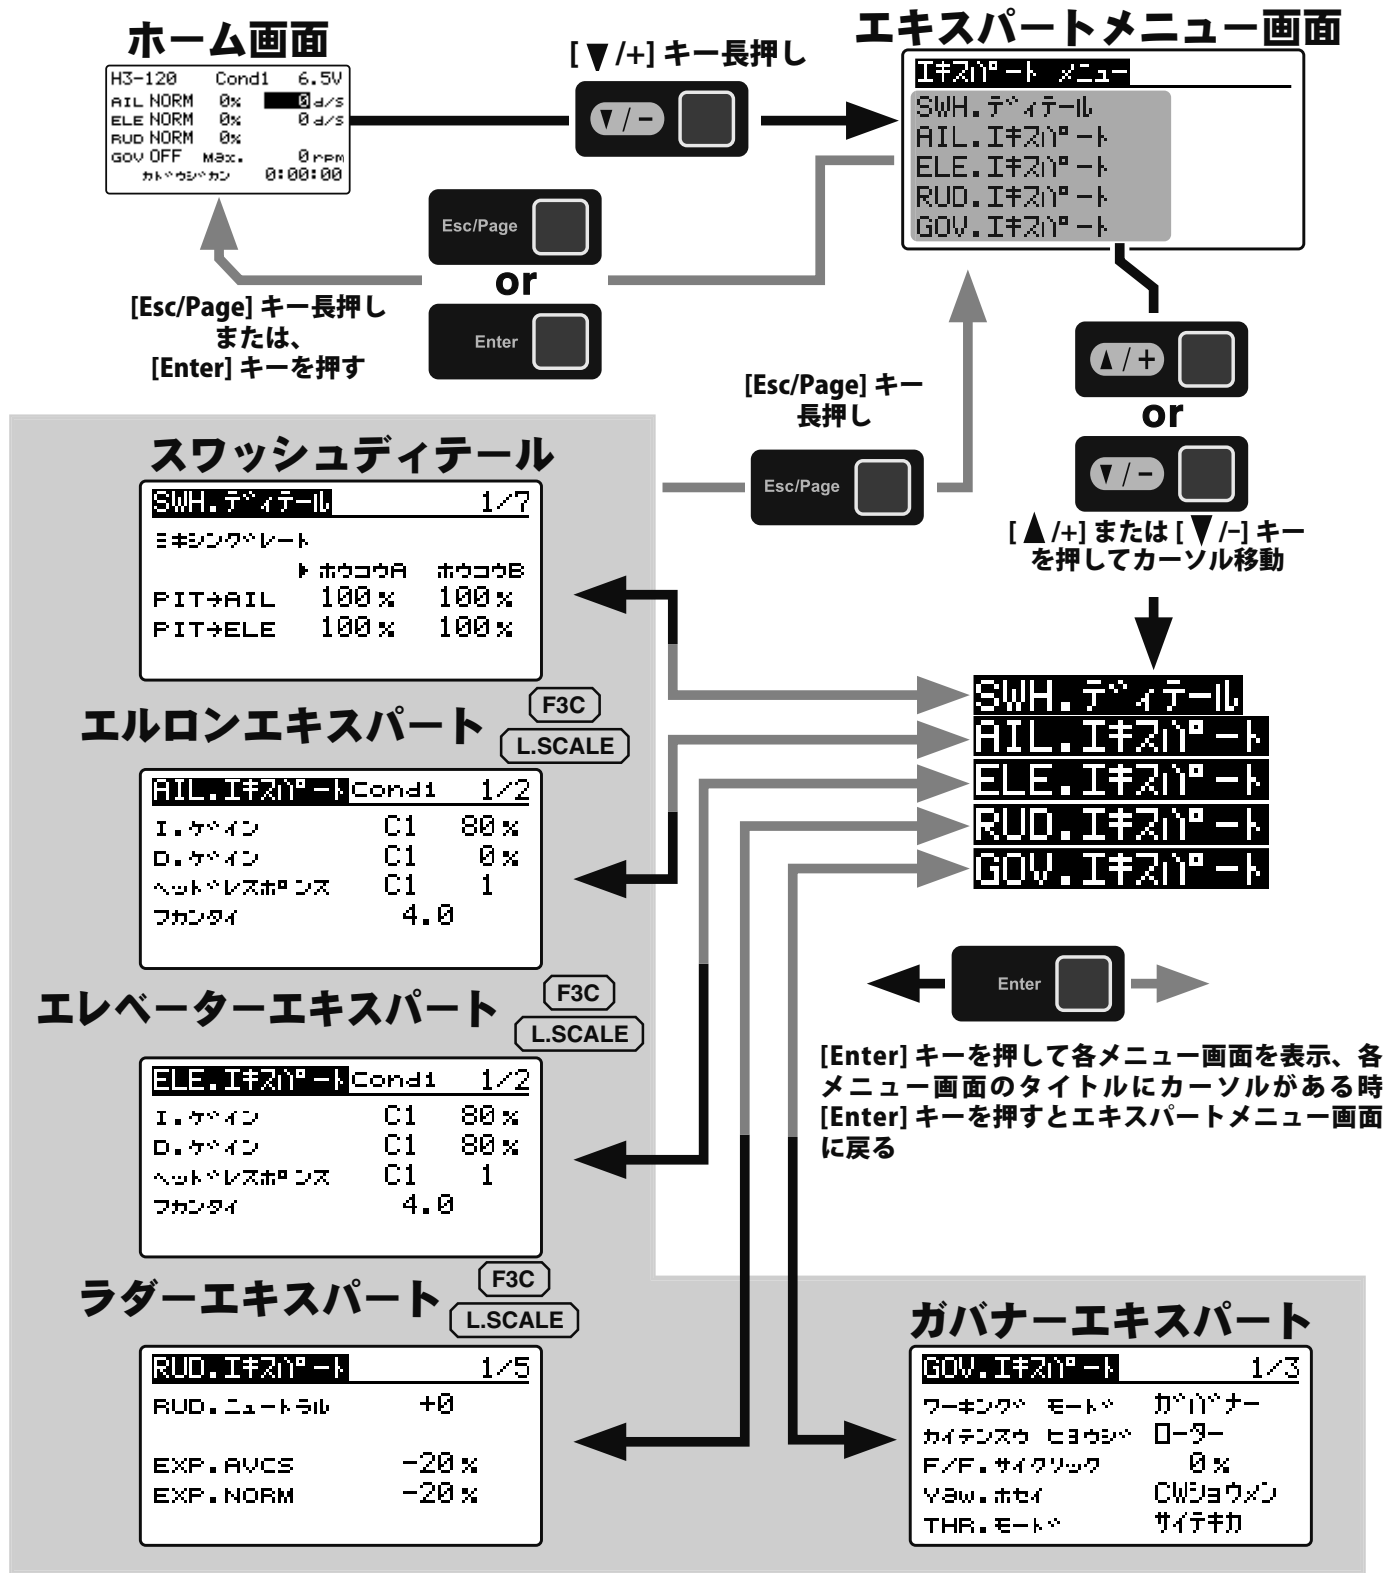 ホーム画面
エキスパートメニュー画面
[▼/+] キー長押し
H3-120 Cond1 6.5V
AIL NORM 0% 0d/s
ELE NORM 0% 0d/s
RUD NORM 0%
GOV OFF Max. 0rpm
カドウジカン 0:00:00
▼/−
エキスパート メニュー
SWH.ディテール
AIL.エキスパート
ELE.エキスパート
RUD.エキスパート
GOV.エキスパート
Esc/Page
or
Enter
[Esc/Page] キー長押し
または、
[Enter] キーを押す
[Esc/Page] キー
長押し
Esc/Page
▲/+
or
▼/−
[▲/+] または [▼/−] キー
を押してカーソル移動
スワッシュディテール
SWH.ディテール 1/7
ミキシングレート
▶ホウコウA ホウコウB
PIT→AIL 100% 100%
PIT→ELE 100% 100%
エルロンエキスパート
F3C
L.SCALE
AIL.エキスパート Cond1 1/2
I.ゲイン C1 80%
D.ゲイン C1 0%
ヘッドレスポンス C1 1
フカンタイ 4.0
SWH.ディテール
AIL.エキスパート
ELE.エキスパート
RUD.エキスパート
GOV.エキスパート
Enter
[Enter] キーを押して各メニュー画面を表示、各
メニュー画面のタイトルにカーソルがある時
[Enter] キーを押すとエキスパートメニュー画面
に戻る
エレベーターエキスパート
F3C
L.SCALE
ELE.エキスパート Cond1 1/2
I.ゲイン C1 80%
D.ゲイン C1 80%
ヘッドレスポンス C1 1
フカンタイ 4.0
ラダーエキスパート
F3C
L.SCALE
RUD.エキスパート 1/5
RUD.ニュートラル +0
EXP.AVCS -20%
EXP.NORM -20%
ガバナーエキスパート
GOV.エキスパート 1/3
ワーキング モード ガバナー
カイテンスウ ヒョウジ ローター
F/F.サイクリック 0%
Yaw.ホセイ CWショウメン
THR.モード サイテキカ